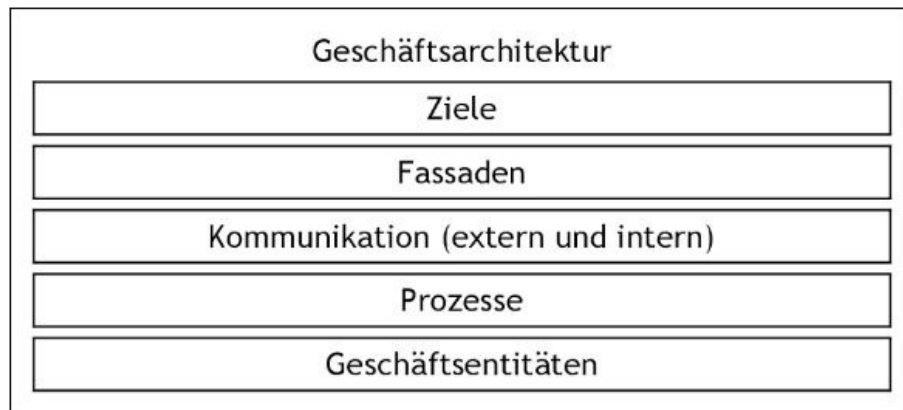 Geschäftsarchitektur
Ziele
Fassaden
Kommunikation (extern und intern)
Prozesse
Geschäftsentitäten